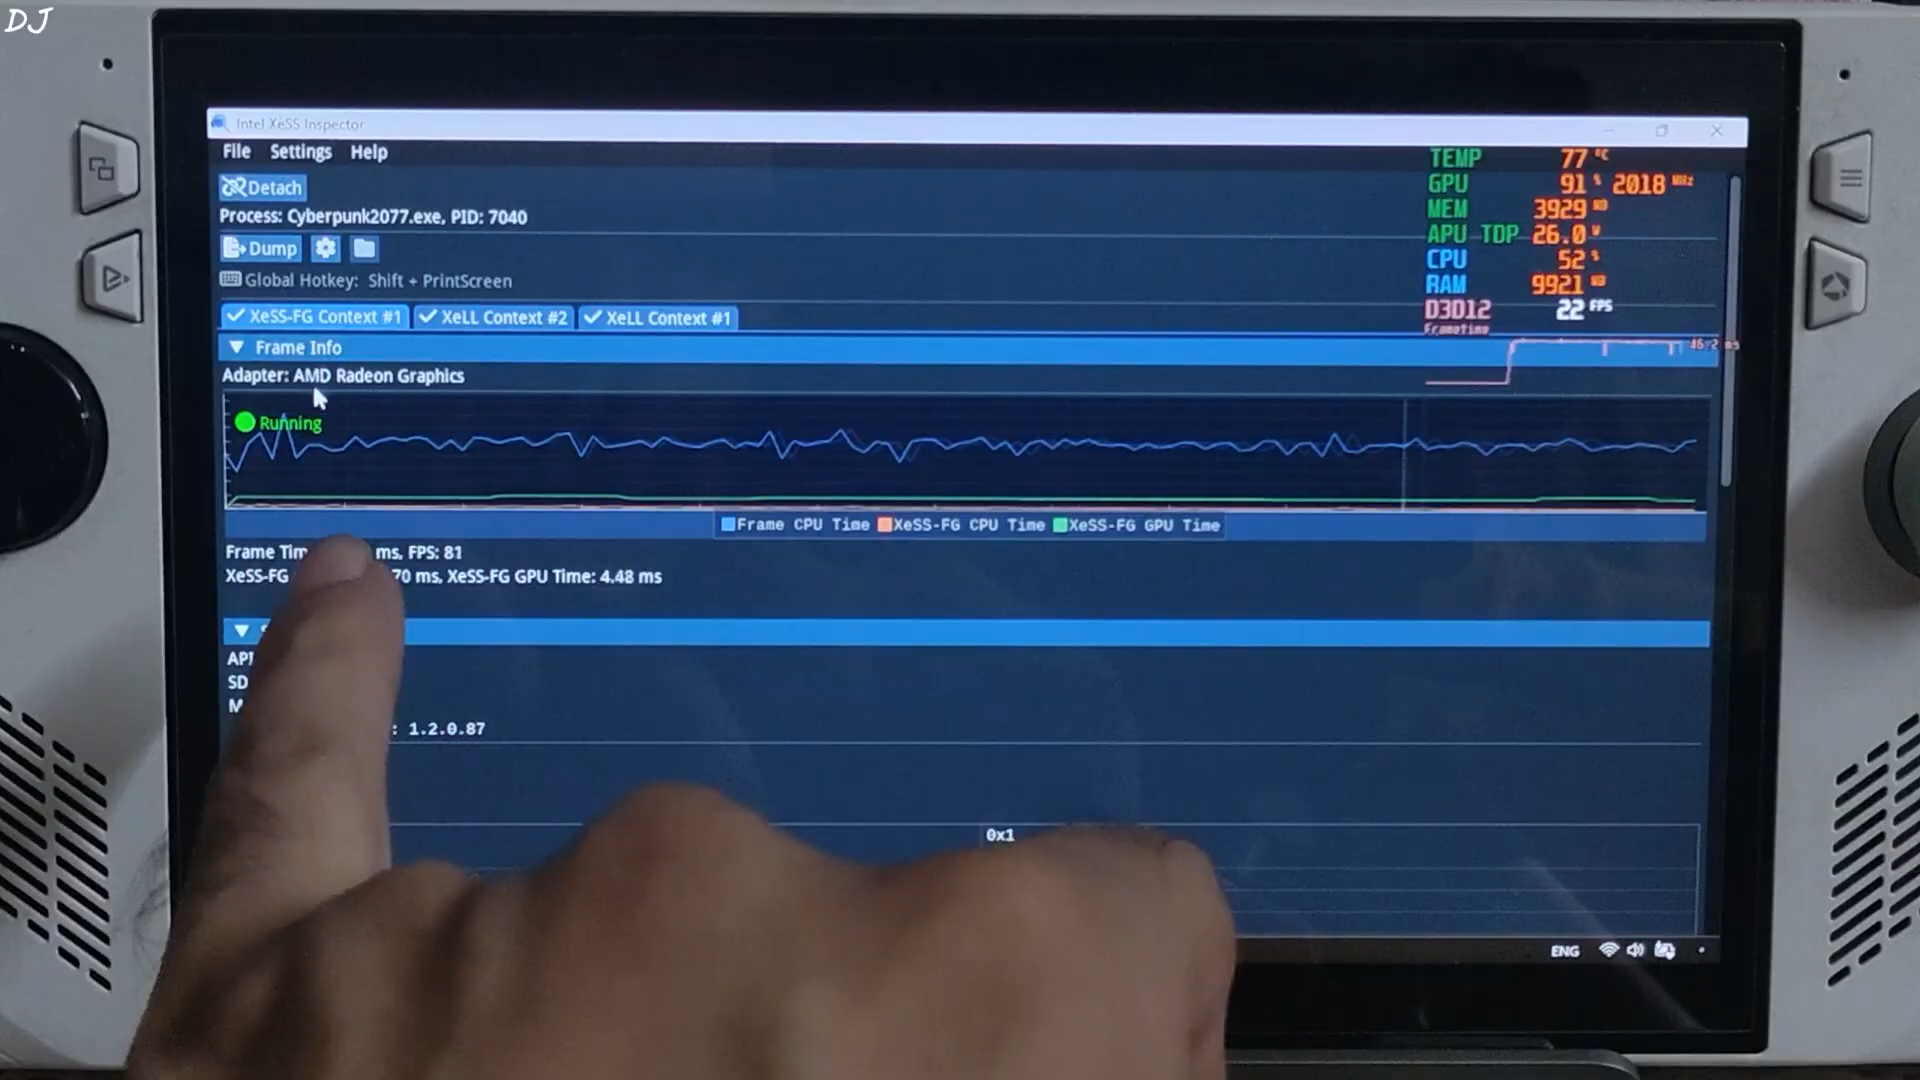 DJ
Intel XeSS Inspector
File Settings Help
Detach
Process: Cyberpunk2077.exe, PID: 7040
Dump
Global Hotkey: Shift + PrintScreen
XeSS-FG Context #1 XeLL Context #2 XeLL Context #1
Frame Info
Adapter: AMD Radeon Graphics
Running
TEMP 77 °C
GPU 91 % 2018 MHz
MEM 3929 MB
APU TDP 26.0 W
CPU 52 %
RAM 9921 MB
D3D12 22 FPS
Frametime
46.2 ms
Frame CPU Time XeSS-FG CPU Time XeSS-FG GPU Time
Frame Tim ms, FPS: 81
XeSS-FG 70 ms, XeSS-FG GPU Time: 4.48 ms
API
SD
: 1.2.0.87
0x1
ENG